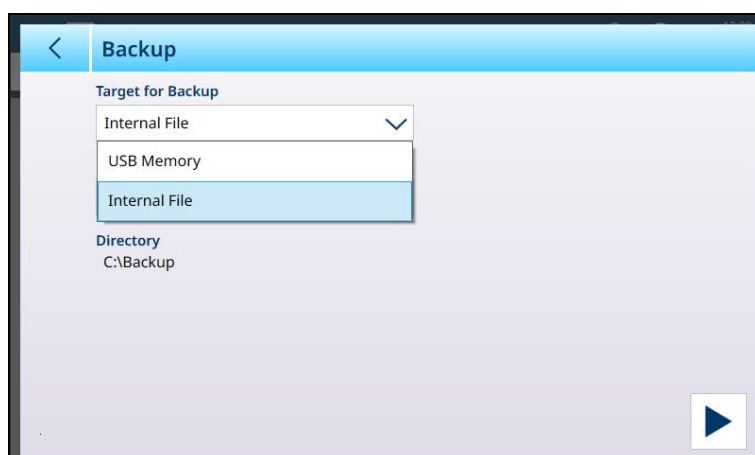 Backup
Target for Backup
Internal File
USB Memory
Internal File
Directory
C:\Backup